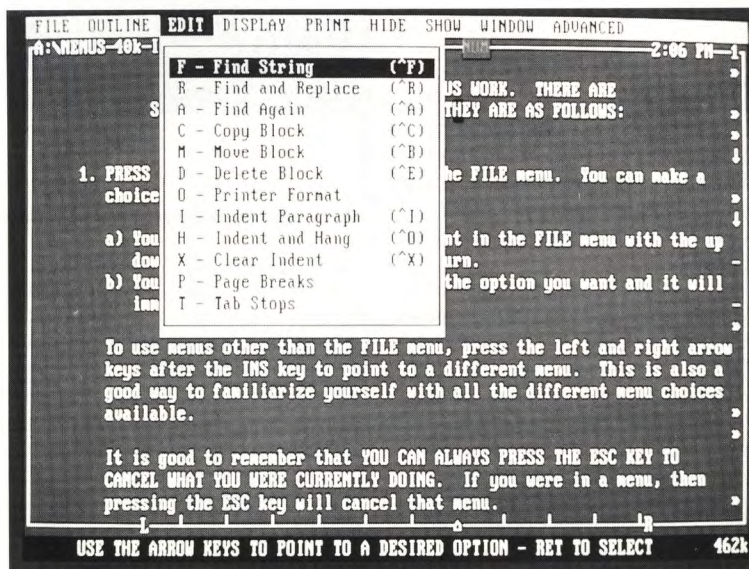 FILE OUTLINE EDIT DISPLAY PRINT HIDE SHOW WINDOW ADVANCED
A:\MENUS-40k-I NUM 2:06 PM-1
F - Find String (^F)
R - Find and Replace (^R)
A - Find Again (^A)
C - Copy Block (^C)
M - Move Block (^B)
D - Delete Block (^E)
O - Printer Format
I - Indent Paragraph (^I)
H - Indent and Hang (^O)
X - Clear Indent (^X)
P - Page Breaks
T - Tab Stops
US WORK. THERE ARE
S THEY ARE AS FOLLOWS:
1. PRESS he FILE menu. You can make a
choice
a) You nt in the FILE menu with the up
dow urn.
b) You the option you want and it will
imm
To use menus other than the FILE menu, press the left and right arrow
keys after the INS key to point to a different menu. This is also a
good way to familiarize yourself with all the different menu choices
available.
It is good to remember that YOU CAN ALWAYS PRESS THE ESC KEY TO
CANCEL WHAT YOU WERE CURRENTLY DOING. If you were in a menu, then
pressing the ESC key will cancel that menu.
L R
USE THE ARROW KEYS TO POINT TO A DESIRED OPTION - RET TO SELECT 462k